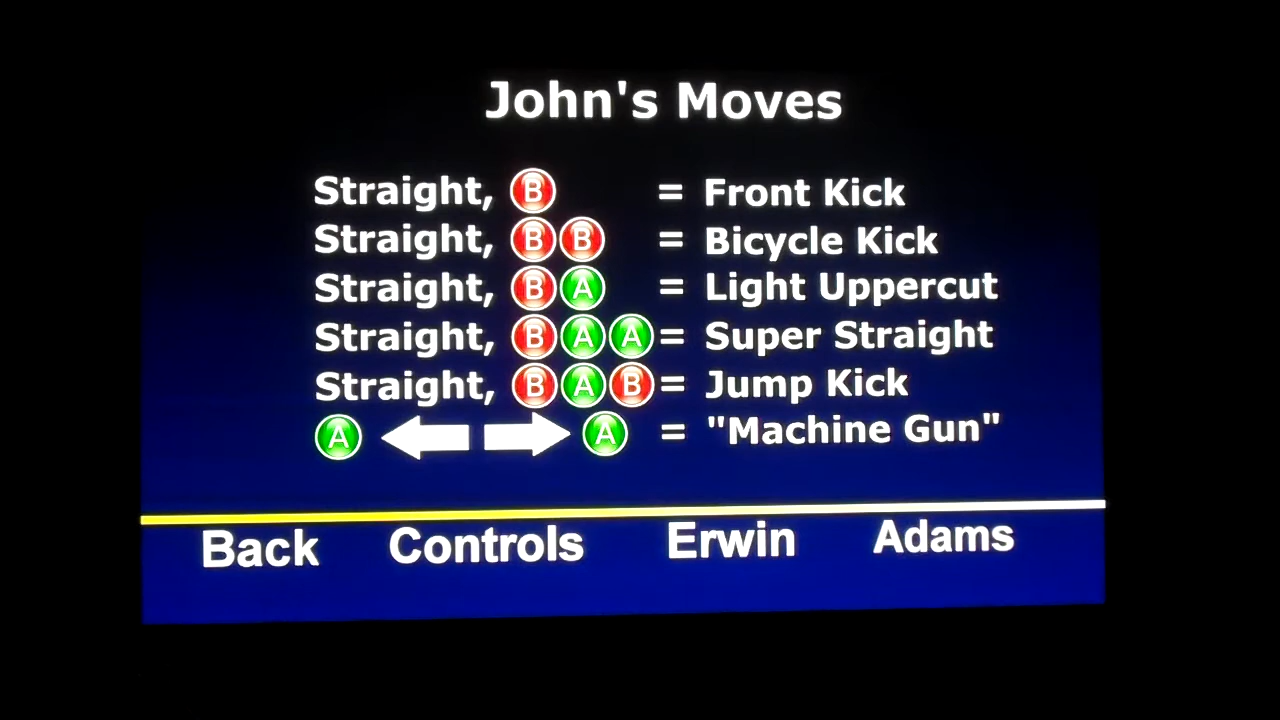 John's Moves
Straight, B = Front Kick
Straight, B B = Bicycle Kick
Straight, B A = Light Uppercut
Straight, B A A = Super Straight
Straight, B A B = Jump Kick
A A = "Machine Gun"
Back Controls Erwin Adams